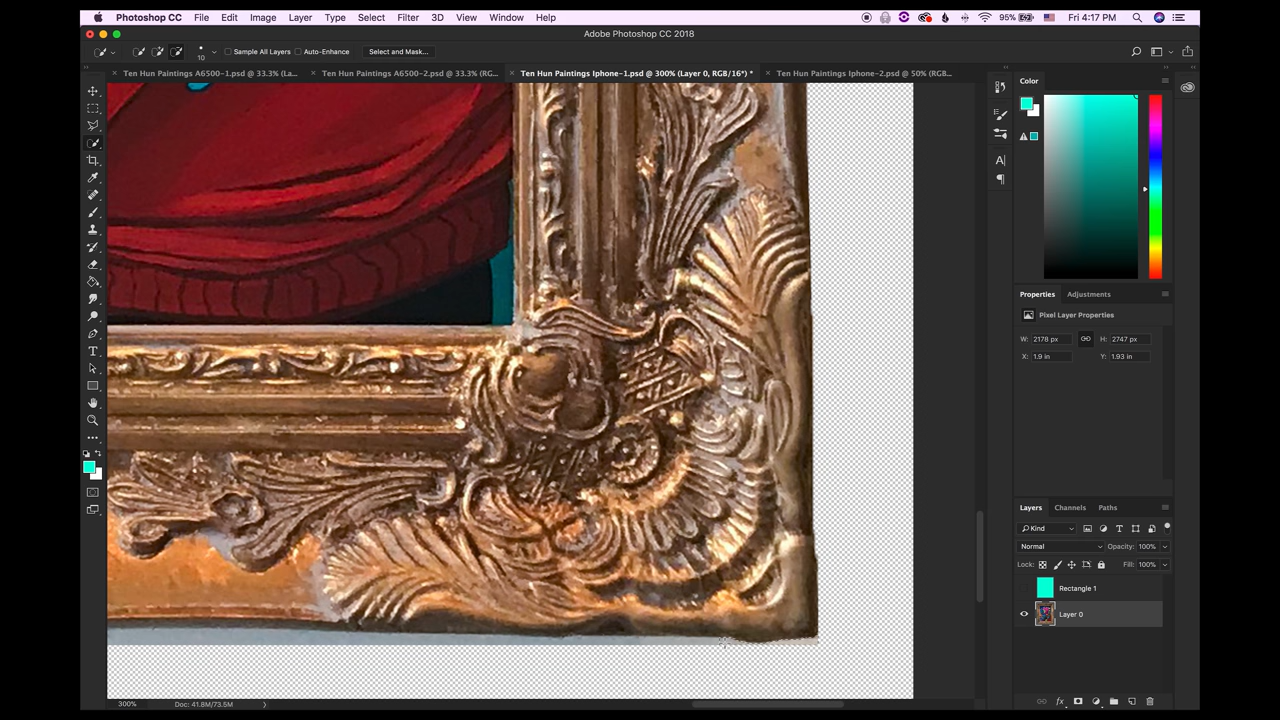 Photoshop CC File Edit Image Layer Type Select Filter 3D View Window Help 95% Fri 4:17 PM
Adobe Photoshop CC 2018
10 Sample All Layers Auto-Enhance Select and Mask...
Ten Hun Paintings A6500-1.psd @ 33.3% (La... Ten Hun Paintings A6500-2.psd @ 33.3% (RG... Ten Hun Paintings Iphone-1.psd @ 300% (Layer 0, RGB/16*) * Ten Hun Paintings Iphone-2.psd @ 50% (RGB...
Color
Properties Adjustments
Pixel Layer Properties
W: 2178 px H: 2747 px
X: 1.9 in Y: 1.93 in
Layers Channels Paths
Kind
Normal Opacity: 100%
Lock: Fill: 100%
Rectangle 1
Layer 0
fx
300% Doc: 41.8M/73.5M